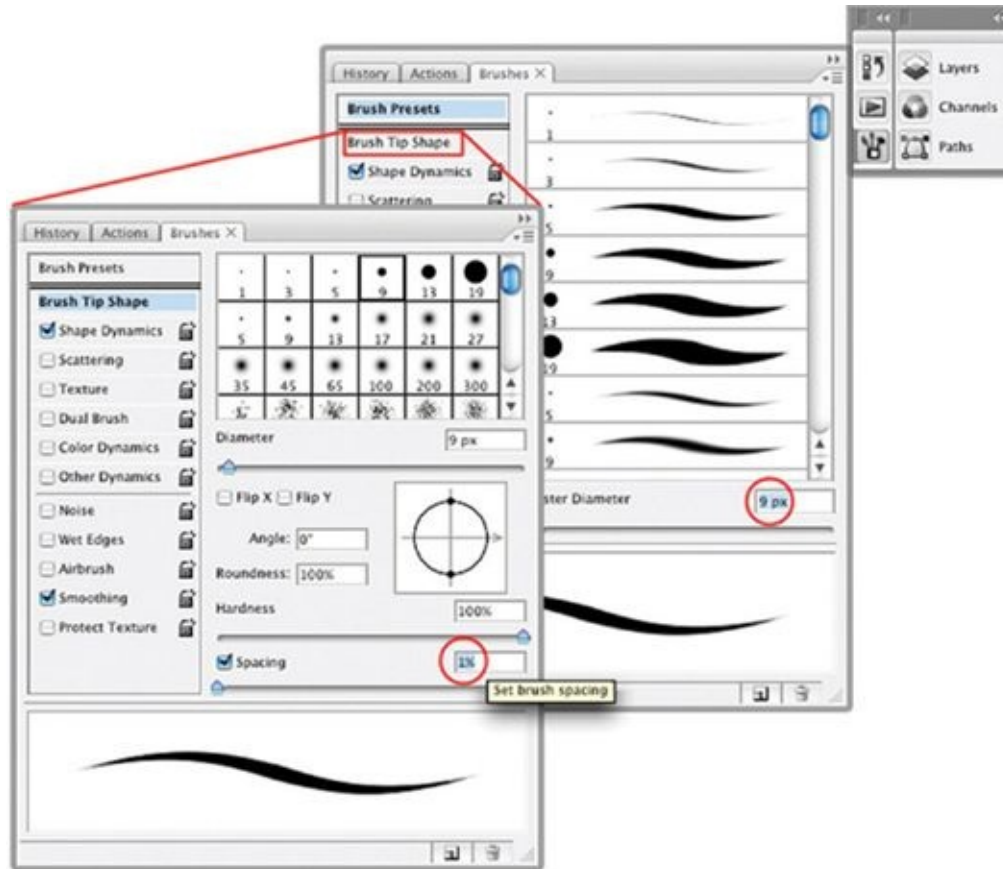 Layers
Channels
Paths
History Actions Brushes ×
Brush Presets
Brush Tip Shape
Shape Dynamics
Scattering
1
3
5
9
13
19
5
9
Master Diameter 9 px
History Actions Brushes ×
Brush Presets
Brush Tip Shape
Shape Dynamics
Scattering
Texture
Dual Brush
Color Dynamics
Other Dynamics
Noise
Wet Edges
Airbrush
Smoothing
Protect Texture
1 3 5 9 13 19
5 9 13 17 21 27
35 45 65 100 200 300
Diameter 9 px
Flip X Flip Y
Angle: 0°
Roundness: 100%
Hardness 100%
Spacing 1%
Set brush spacing